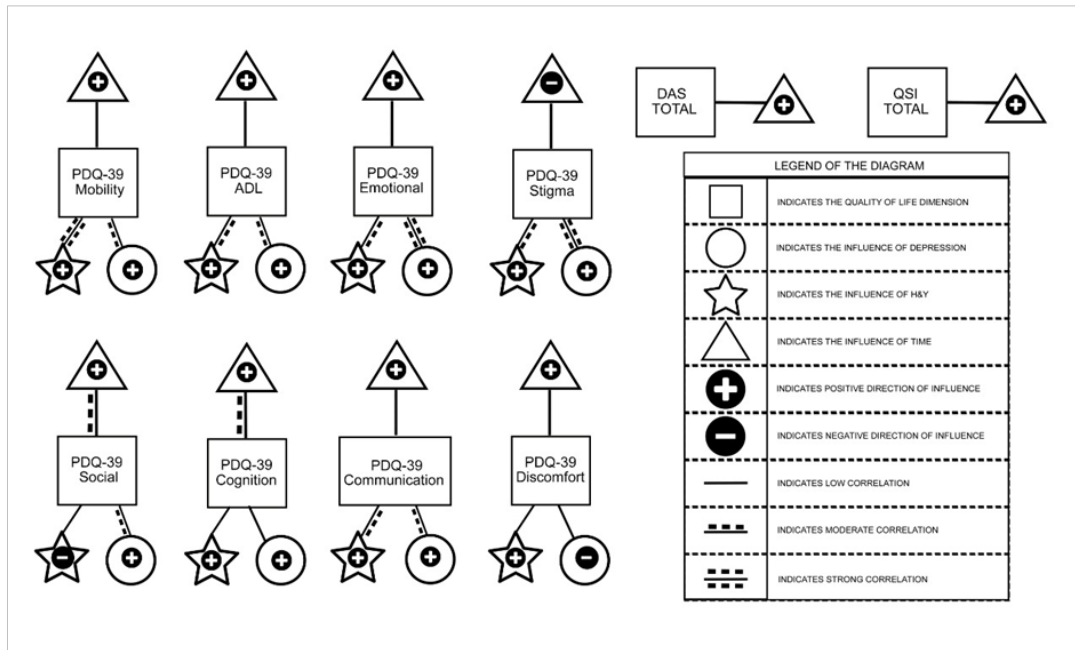 PDQ-39
Mobility
PDQ-39
ADL
PDQ-39
Emotional
PDQ-39
Stigma
DAS
TOTAL
QSI
TOTAL
PDQ-39
Social
PDQ-39
Cognition
PDQ-39
Communication
PDQ-39
Discomfort
LEGEND OF THE DIAGRAM
INDICATES THE QUALITY OF LIFE DIMENSION
INDICATES THE INFLUENCE OF DEPRESSION
INDICATES THE INFLUENCE OF H&Y
INDICATES THE INFLUENCE OF TIME
INDICATES POSITIVE DIRECTION OF INFLUENCE
INDICATES NEGATIVE DIRECTION OF INFLUENCE
INDICATES LOW CORRELATION
INDICATES MODERATE CORRELATION
INDICATES STRONG CORRELATION